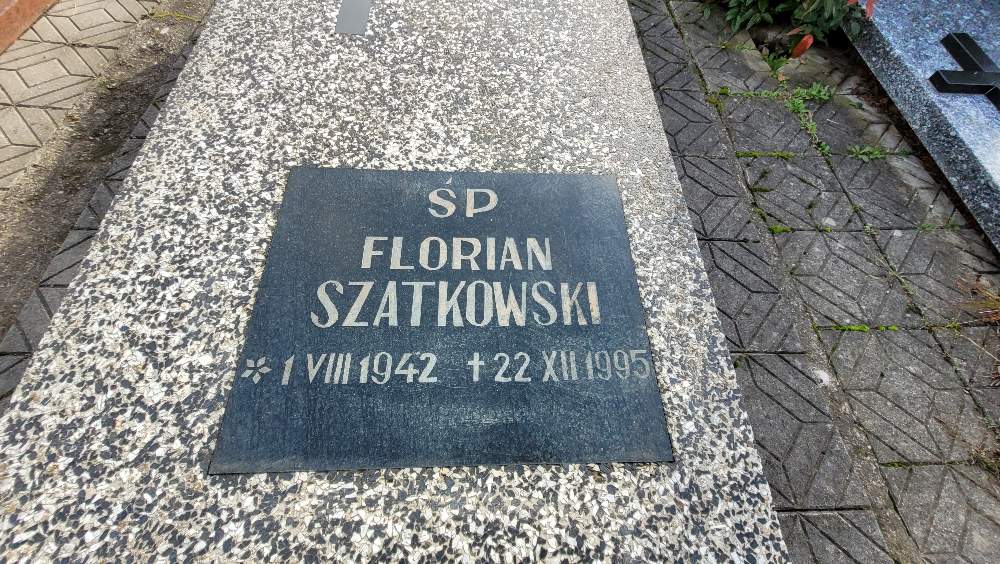 ŚP
FLORIAN
SZATKOWSKI
* 1 VIII 1942 † 22 XII 1995